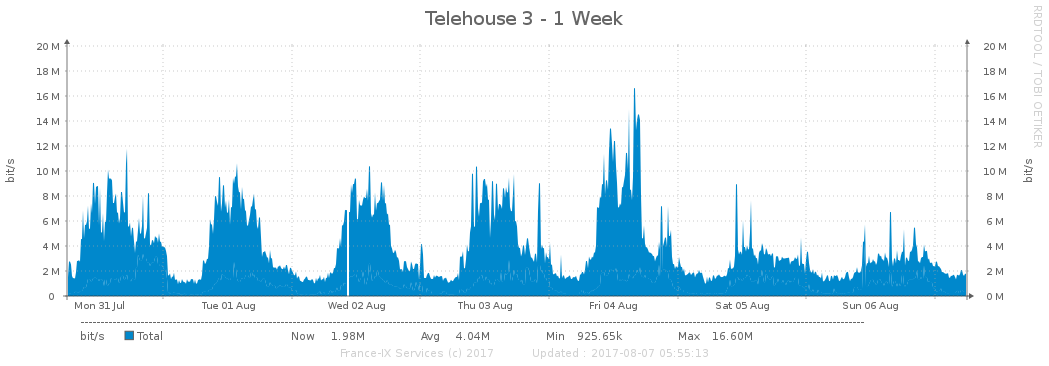 Telehouse 3 - 1 Week
RRDTOOL / TOBI OETIKER
20 M 20 M
18 M 18 M
16 M 16 M
14 M 14 M
12 M 12 M
10 M 10 M
8 M 8 M
6 M 6 M
4 M 4 M
2 M 2 M
0 0 M
bit/s bit/s
Mon 31 Jul Tue 01 Aug Wed 02 Aug Thu 03 Aug Fri 04 Aug Sat 05 Aug Sun 06 Aug
bit/s Total Now 1.98M Avg 4.04M Min 925.65k Max 16.60M
France-IX Services (c) 2017 Updated : 2017-08-07 05:55:13